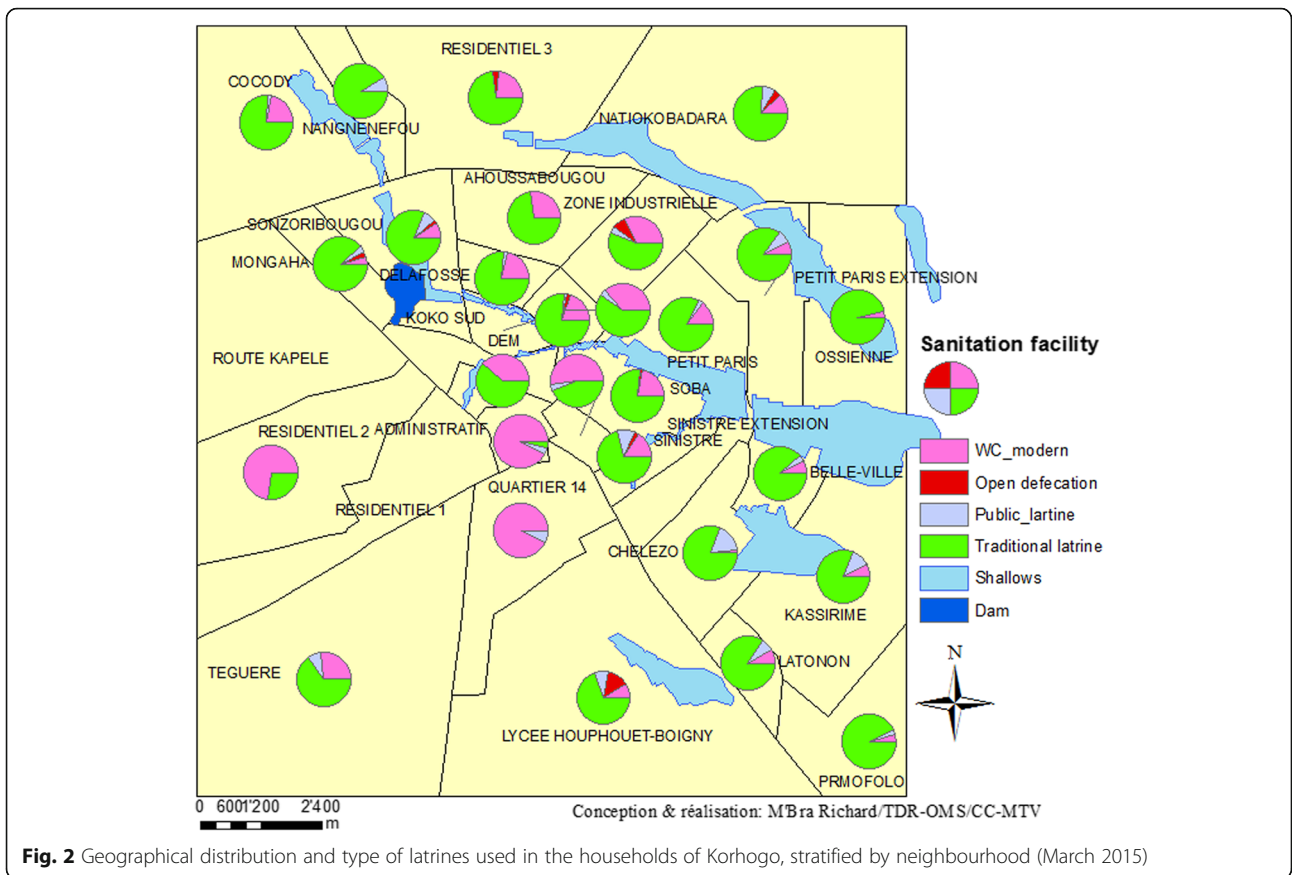 RESIDENTIEL 3
COCODY
NANGNENEFOU
NATIOKOBADARA
AHOUSSABOUGOU
ZONE INDUSTRIELLE
SONZORIBOUGOU
MONGAHA
DELAFOSSE
PETIT PARIS EXTENSION
KOKO SUD
DEM
OSSIENNE
ROUTE KAPELE
PETIT PARIS
SOBA
SINISTRE EXTENSION
RESIDENTIEL 2
ADMINISTRATIF
SINISTRE
BELLE-VILLE
QUARTIER 14
RESIDENTIEL 1
CHELEZO
KASSIRIME
TEGUERE
LATONON
LYCEE HOUPHOUET-BOIGNY
PRMOFOLO
Sanitation facility
WC_modern
Open defecation
Public_lartine
Traditional latrine
Shallows
Dam
N
0 6001'200 2'400
m
Conception & réalisation: M'Bra Richard/TDR-OMS/CC-MTV
Fig. 2 Geographical distribution and type of latrines used in the households of Korhogo, stratified by neighbourhood (March 2015)